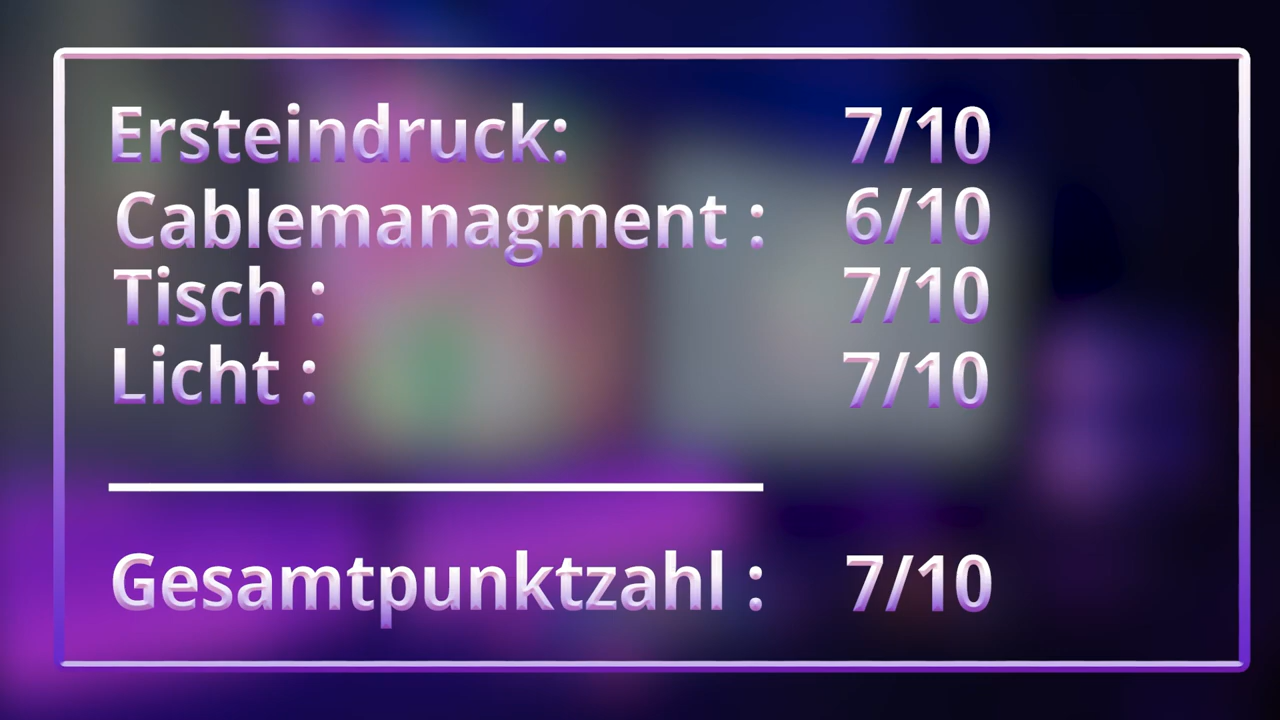 Ersteindruck: 7/10
Cablemanagment : 6/10
Tisch : 7/10
Licht : 7/10
Gesamtpunktzahl : 7/10